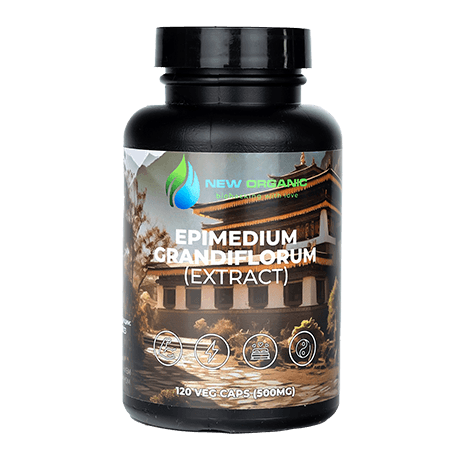 NEW ORGANIC
EPIMEDIUM
GRANDIFLORUM
(EXTRACT)
120 VEG CAPS (500MG)